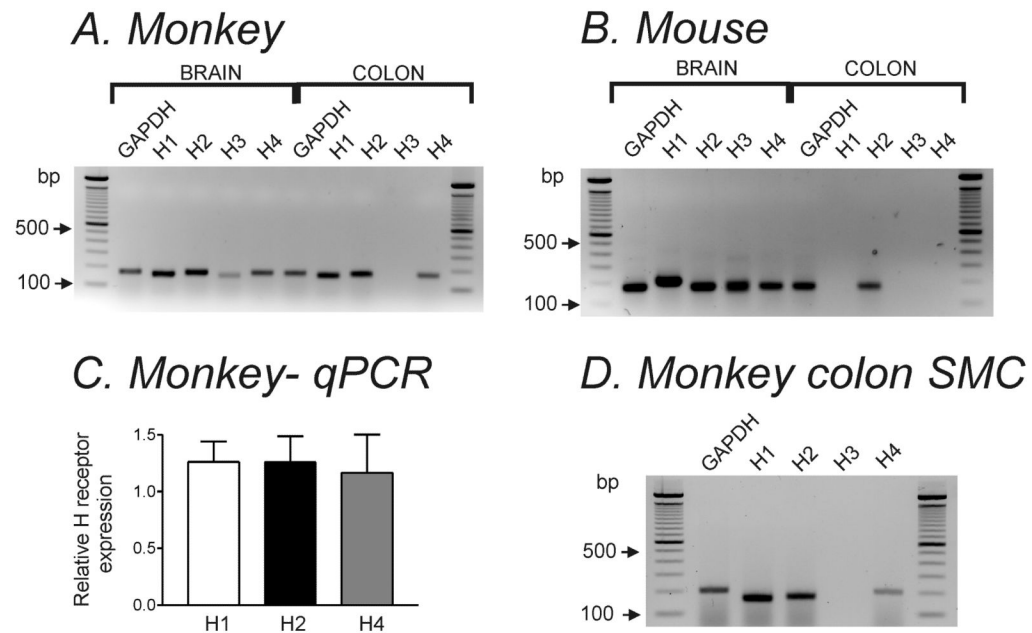 A. Monkey
BRAIN COLON
GAPDH H1 H2 H3 H4 GAPDH H1 H2 H3 H4
bp
500
100
B. Mouse
BRAIN COLON
GAPDH H1 H2 H3 H4 GAPDH H1 H2 H3 H4
bp
500
100
C. Monkey- qPCR
Relative H receptor
expression
1.5
1.0
0.5
0.0
H1 H2 H4
D. Monkey colon SMC
GAPDH H1 H2 H3 H4
bp
500
100